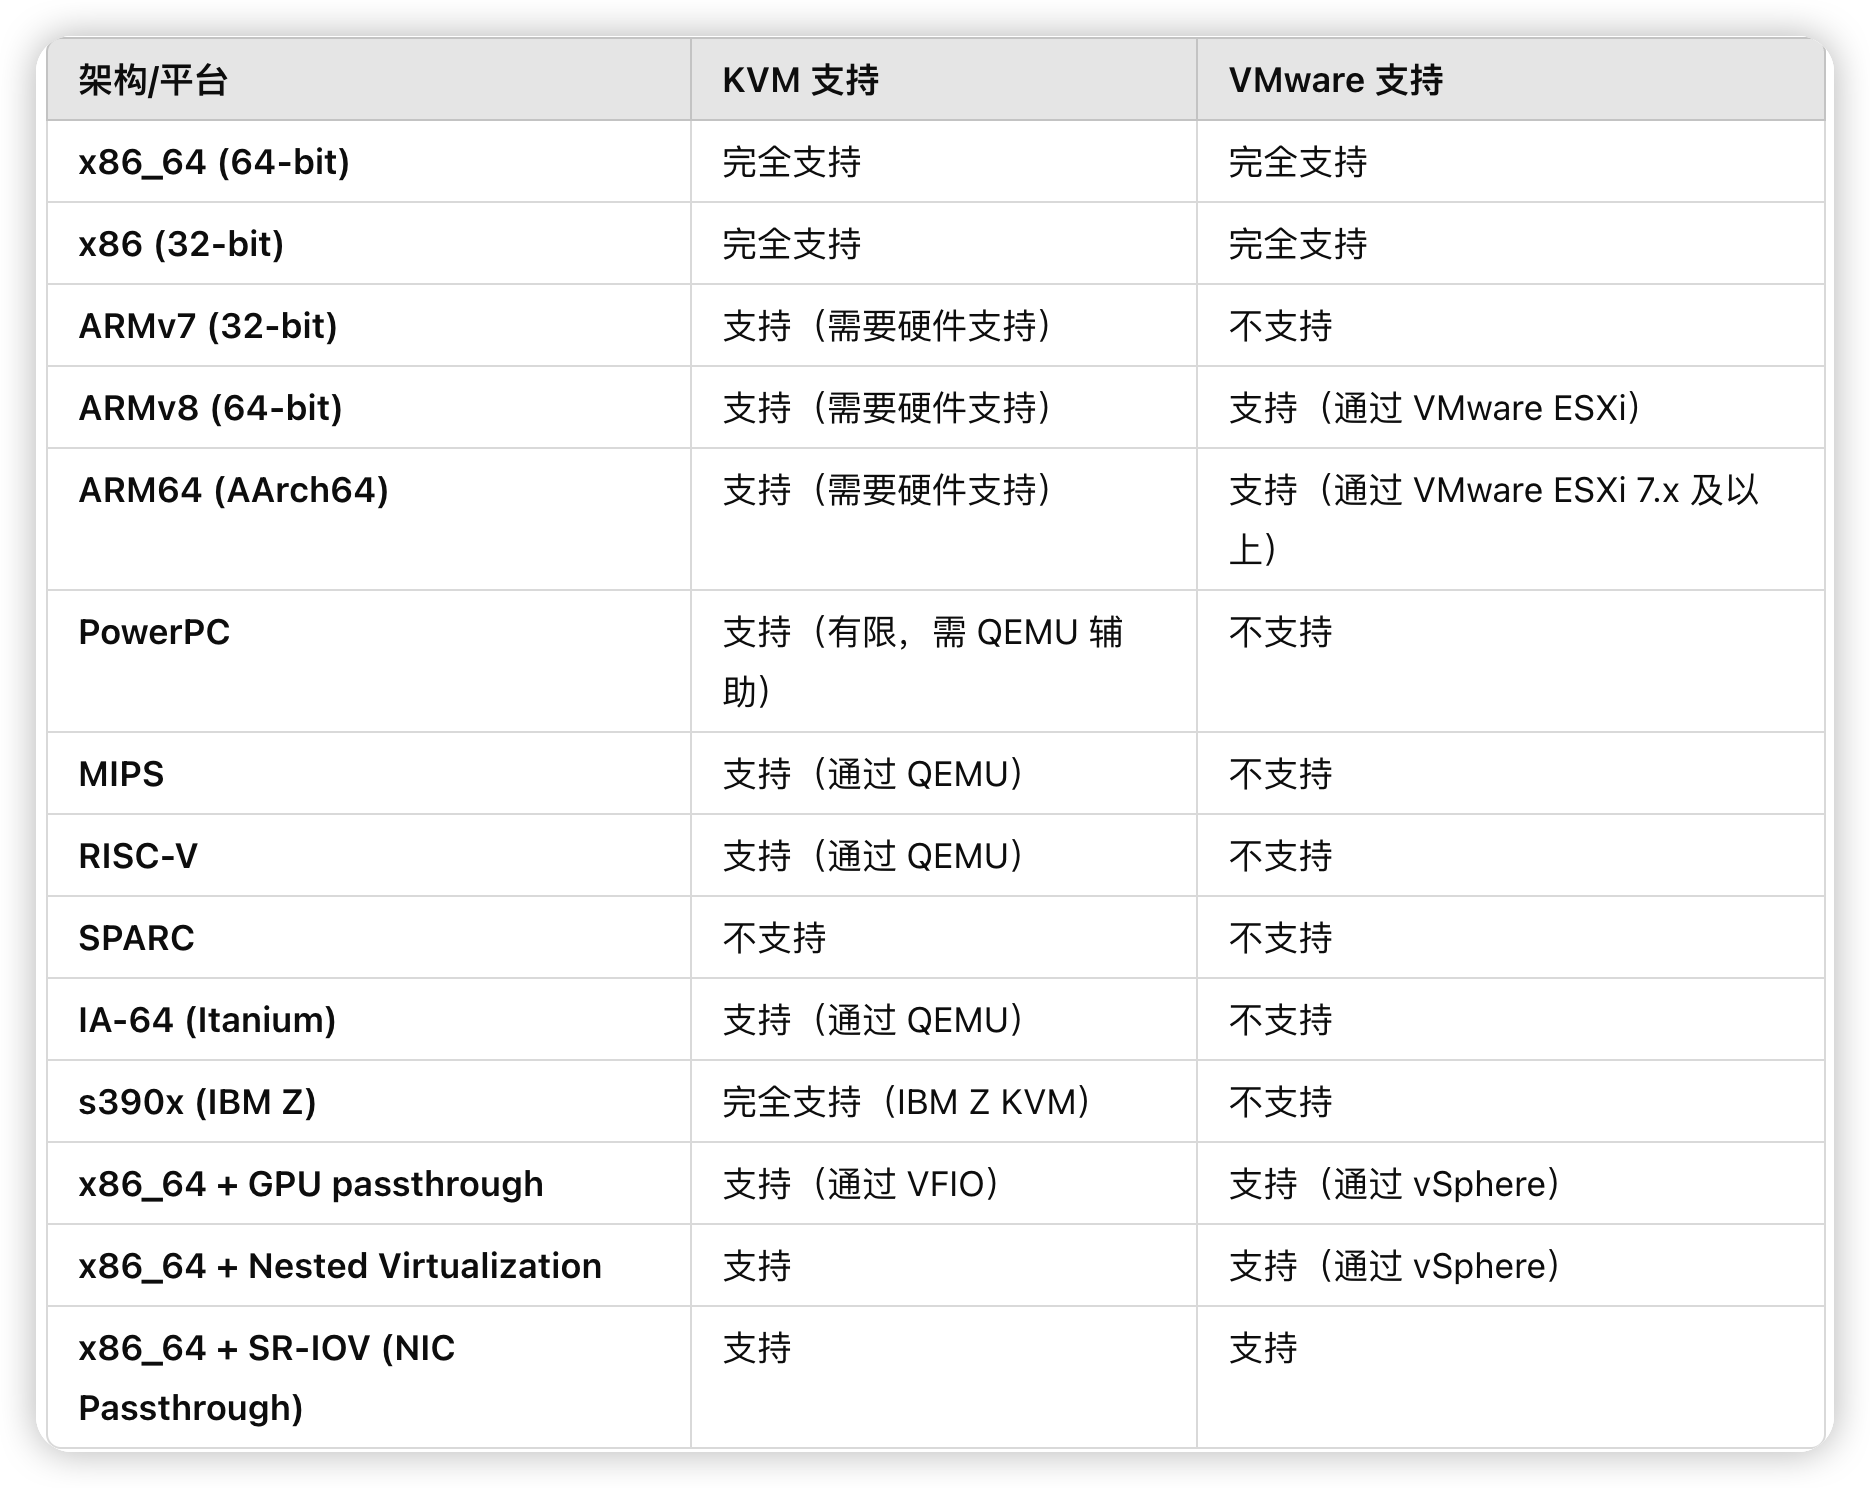 架构/平台 KVM 支持 VMware 支持
x86_64 (64-bit) 完全支持 完全支持
x86 (32-bit) 完全支持 完全支持
ARMv7 (32-bit) 支持（需要硬件支持） 不支持
ARMv8 (64-bit) 支持（需要硬件支持） 支持（通过 VMware ESXi）
ARM64 (AArch64) 支持（需要硬件支持） 支持（通过 VMware ESXi 7.x 及以
上）
PowerPC 支持（有限，需 QEMU 辅 不支持
助）
MIPS 支持（通过 QEMU） 不支持
RISC-V 支持（通过 QEMU） 不支持
SPARC 不支持 不支持
IA-64 (Itanium) 支持（通过 QEMU） 不支持
s390x (IBM Z) 完全支持（IBM Z KVM） 不支持
x86_64 + GPU passthrough 支持（通过 VFIO） 支持（通过 vSphere）
x86_64 + Nested Virtualization 支持 支持（通过 vSphere）
x86_64 + SR-IOV (NIC 支持 支持
Passthrough)